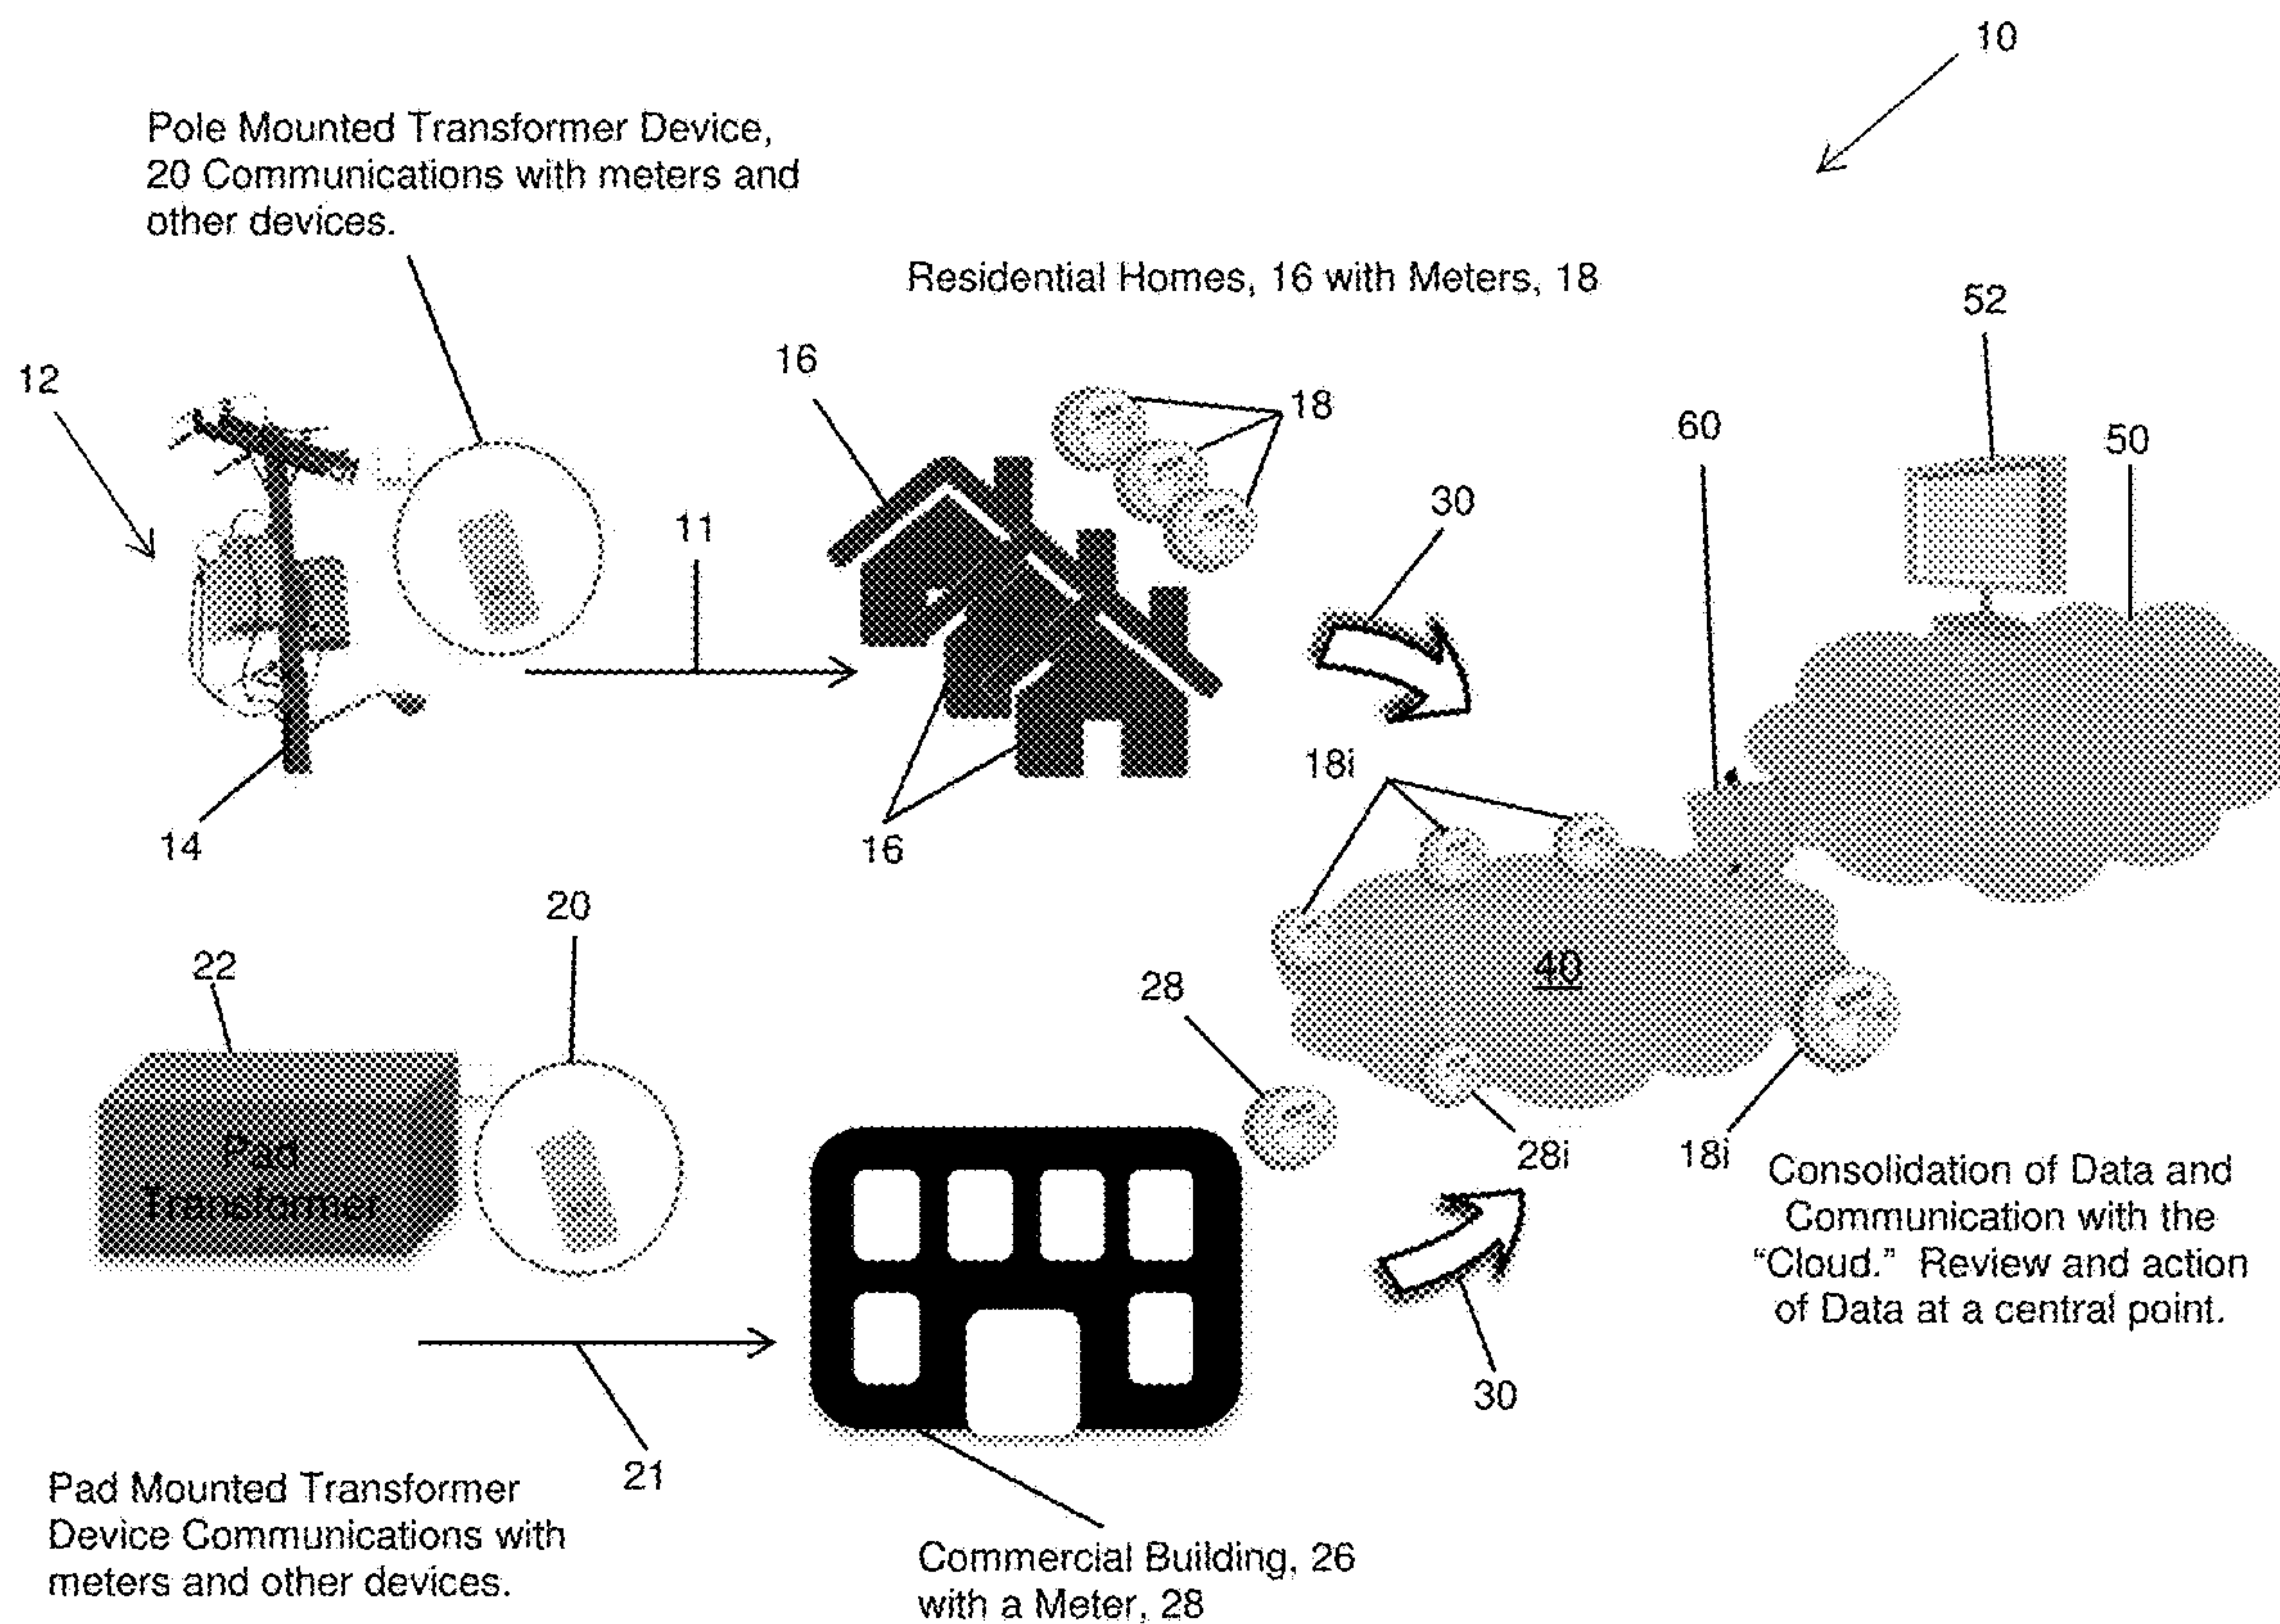 10
Pole Mounted Transformer Device,
20 Communications with meters and
other devices.
Residential Homes, 16 with Meters, 18
52
12
16
18
60
50
30
11
18i
14
16
20
22
40
28
Pad
Transformer
28i
18i
Consolidation of Data and
Communication with the
“Cloud.” Review and action
of Data at a central point.
30
21
Pad Mounted Transformer
Device Communications with
meters and other devices.
Commercial Building, 26
with a Meter, 28